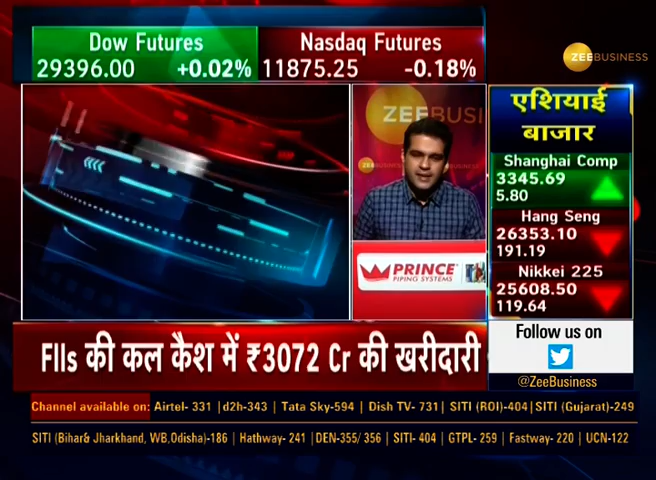 Dow Futures
29396.00 +0.02%
Nasdaq Futures
11875.25 -0.18%
ZEEBUSINESS
एशियाई
बाजार
Shanghai Comp
3345.69
5.80
Hang Seng
26353.10
191.19
Nikkei 225
25608.50
119.64
ZEEBUSI
PRINCE
PIPING SYSTEMS
FIIs की कल कैश में ₹3072 Cr की खरीदारी
Follow us on
@ZeeBusiness
Channel available on: Airtel- 331 | d2h-343 | Tata Sky-594 | Dish TV- 731| SITI (ROI)-404| SITI (Gujarat)-249
SITI (Bihar& Jharkhand, WB,Odisha)-186 | Hathway- 241 |DEN-355/ 356 | SITI- 404 | GTPL- 259 | Fastway- 220 | UCN-122